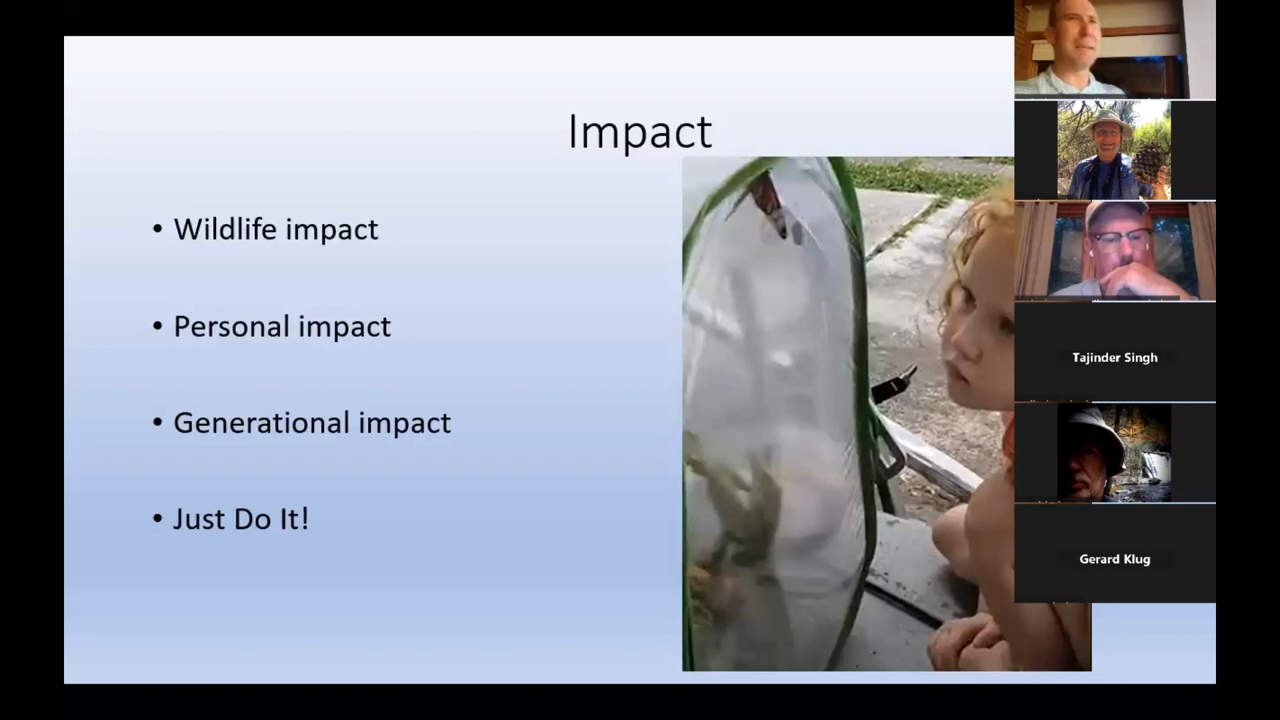 Impact
• Wildlife impact
• Personal impact
• Generational impact
• Just Do It!
Tajinder Singh
Gerard Klug